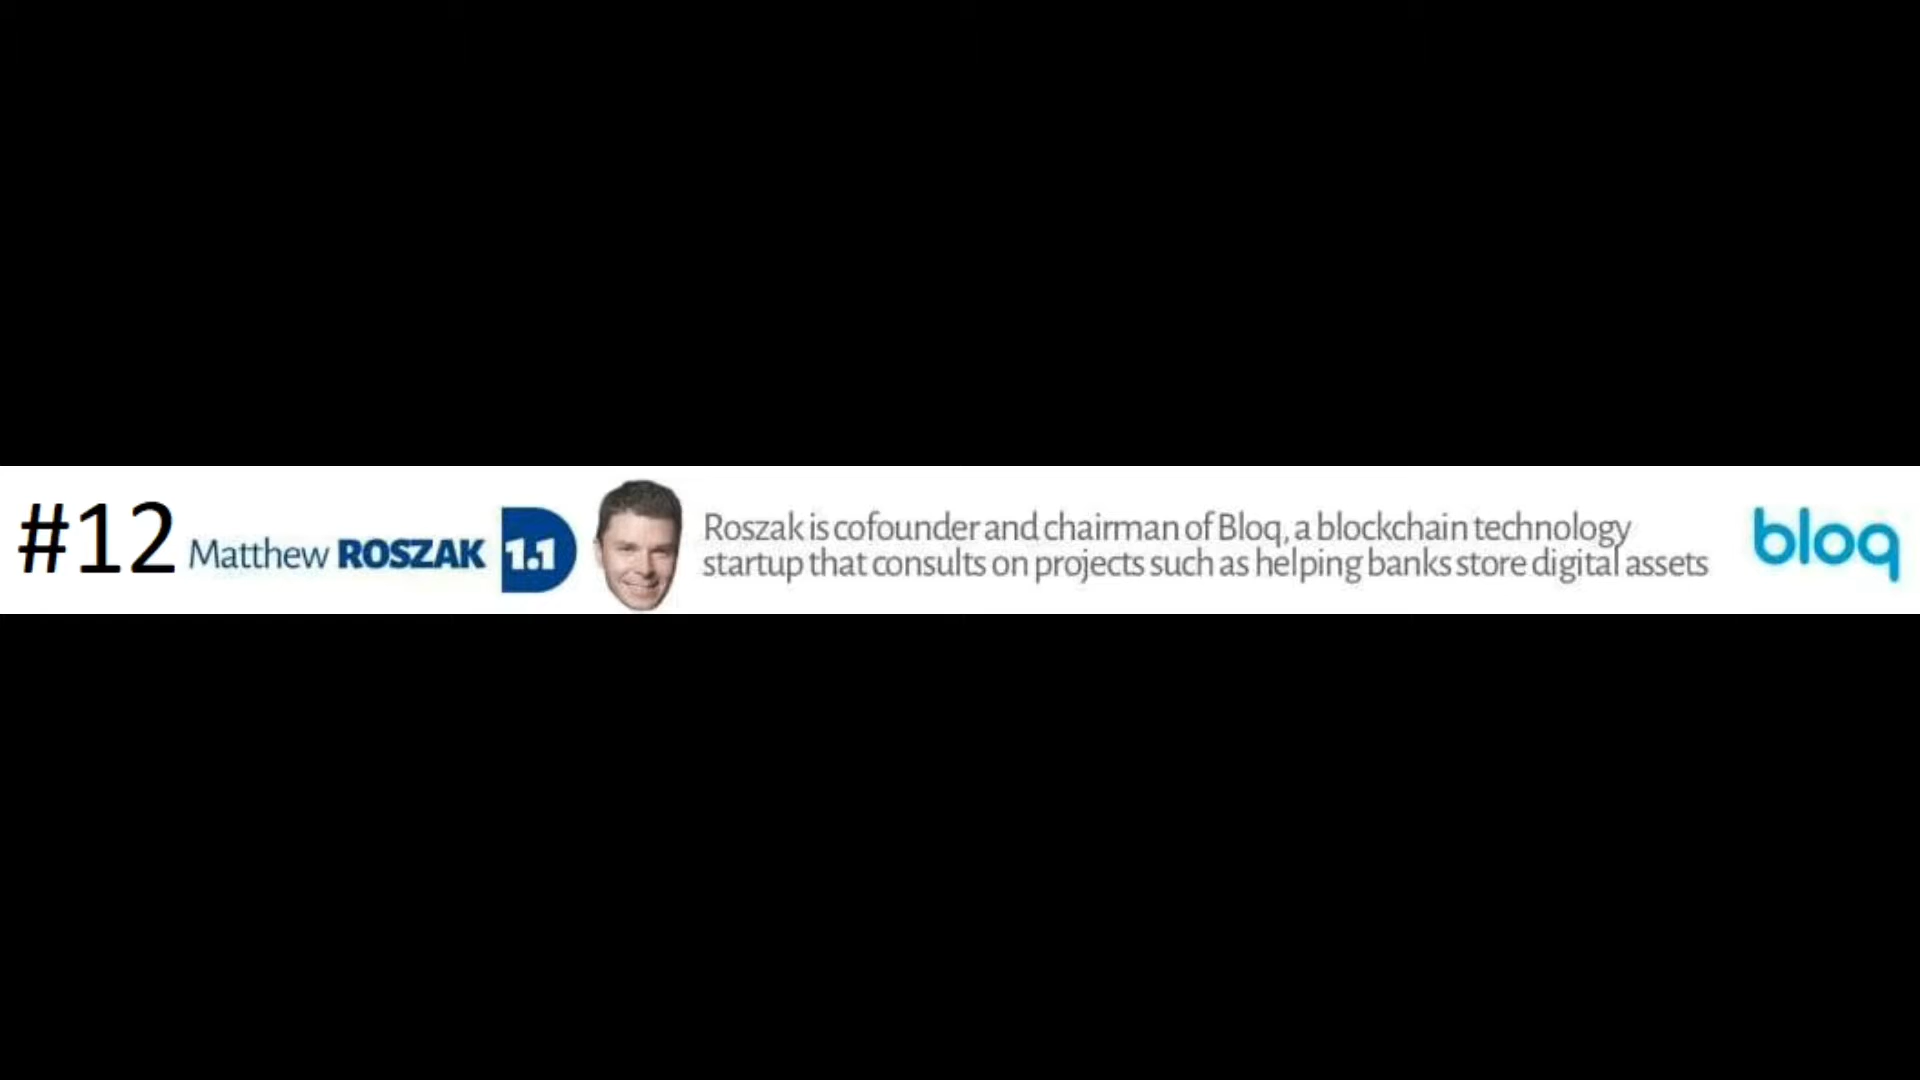 #12 Matthew ROSZAK 1.1
Roszak is cofounder and chairman of Bloq, a blockchain technology
startup that consults on projects such as helping banks store digital assets
bloq